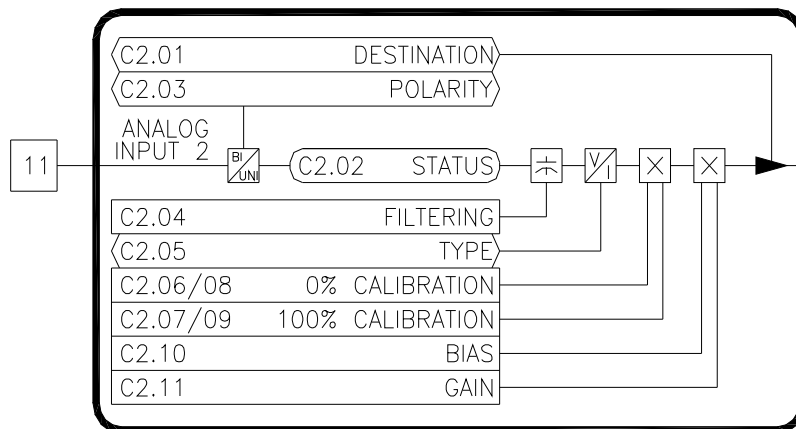 C2.01 DESTINATION
C2.03 POLARITY
ANALOG
INPUT 2
11
BI
UNI
C2.02 STATUS
V
I
X
X
C2.04 FILTERING
C2.05 TYPE
C2.06/08 0% CALIBRATION
C2.07/09 100% CALIBRATION
C2.10 BIAS
C2.11 GAIN